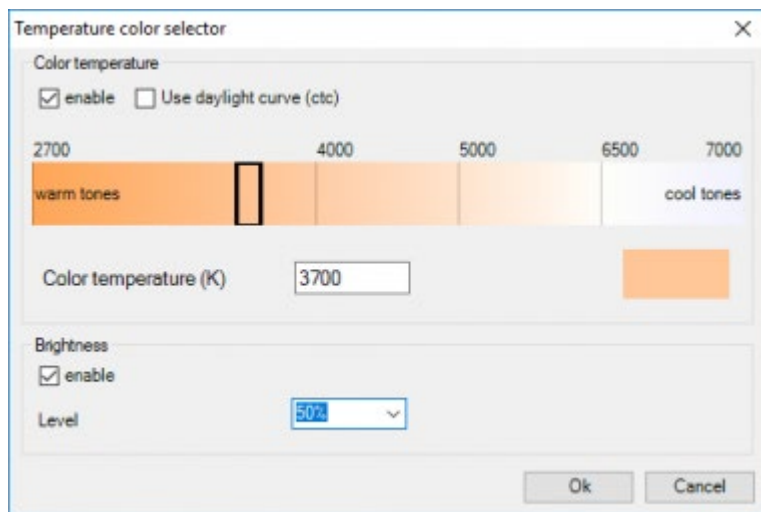 Temperature color selector
Color temperature
enable Use daylight curve (ctc)
2700 4000 5000 6500 7000
warm tones cool tones
Color temperature (K) 3700
Brightness
enable
Level 50%
Ok Cancel